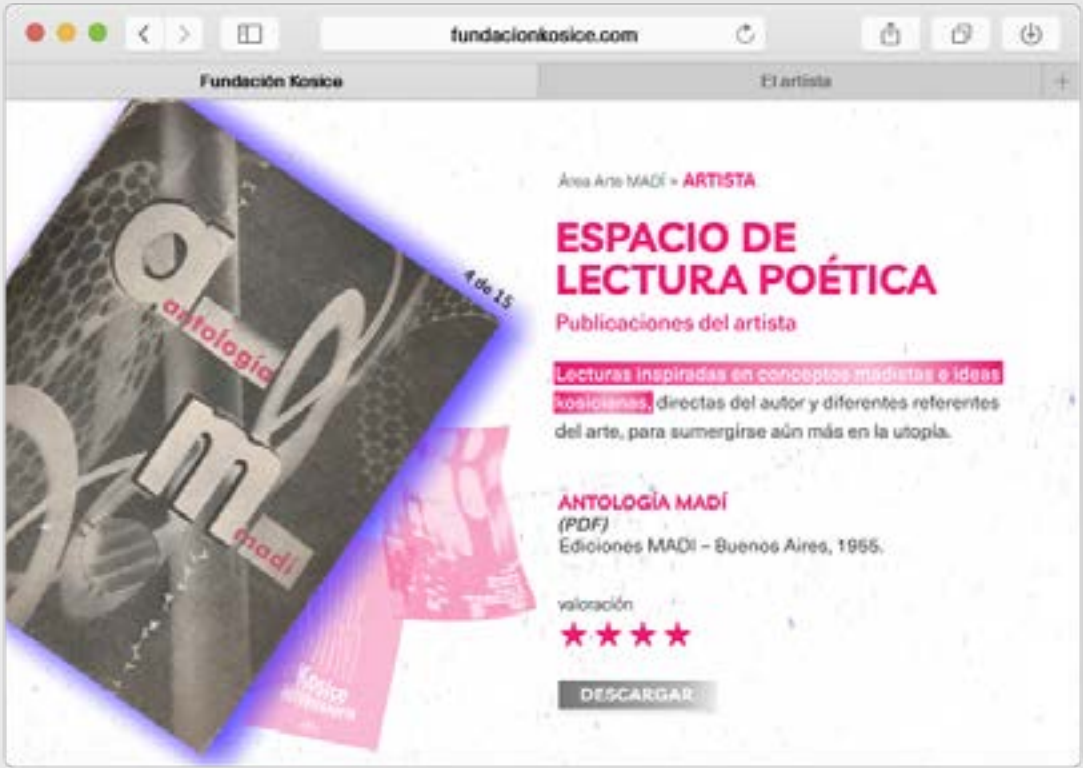 fundacionkosice.com
Fundación Kosice
El artista
Área Arte MADÍ » ARTISTA
ESPACIO DE
LECTURA POÉTICA
Publicaciones del artista
Lecturas inspiradas en conceptos madistas e ideas
kosicianas, directas del autor y diferentes referentes
del arte, para sumergirse aún más en la utopía.
ANTOLOGÍA MADÍ
(PDF)
Ediciones MADI – Buenos Aires, 1955.
valoración
DESCARGAR
4 de 15
a
antología
m
madí
Kosice